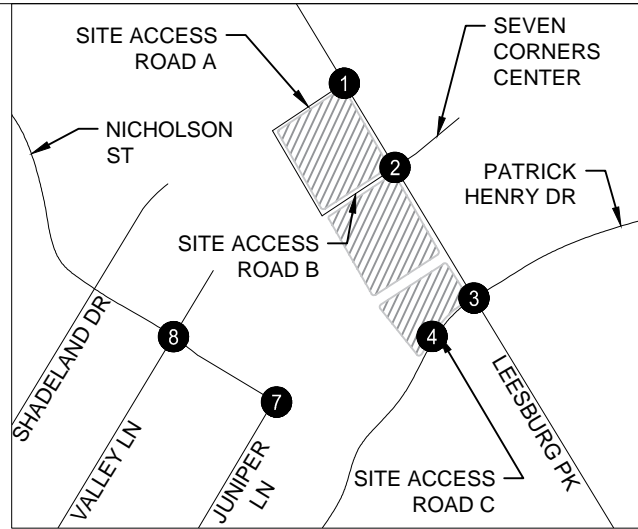 SITE ACCESS
ROAD A
SEVEN
CORNERS
CENTER
1
NICHOLSON
ST
2
PATRICK
HENRY DR
SITE ACCESS
ROAD B
3
SHADELAND DR
8
4
VALLEY LN
7
JUNIPER
LN
LEESBURG PK
SITE ACCESS
ROAD C